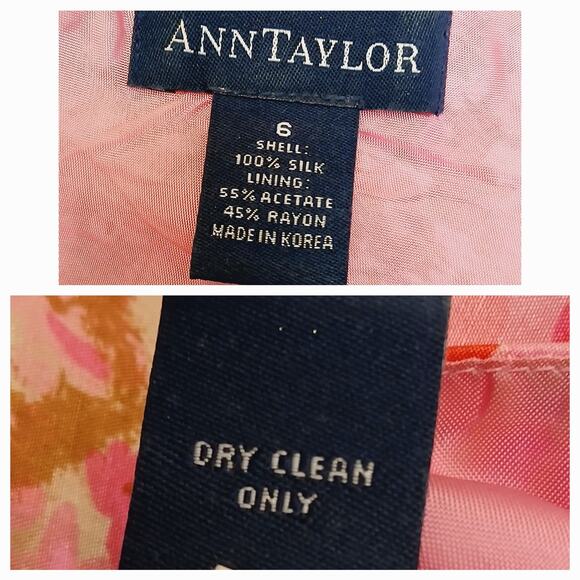 ANNTAYLOR
6
SHELL:
100% SILK
LINING:
55% ACETATE
45% RAYON
MADE IN KOREA
DRY CLEAN
ONLY